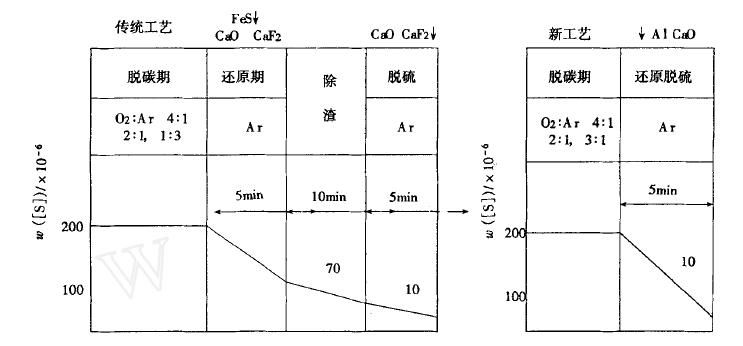 传统工艺
FeS↓
CaO CaF2
CaO CaF2↓
脱碳期
还原期
除渣
脱硫
O2:Ar 4:1
2:1, 1:3
Ar
Ar
5min
10min
5min
w([S])/×10-6
200
100
70
10
W
新工艺
↓ Al CaO
脱碳期
还原脱硫
O2:Ar 4:1
2:1, 3:1
Ar
5min
w([S])/×10-6
200
100
10